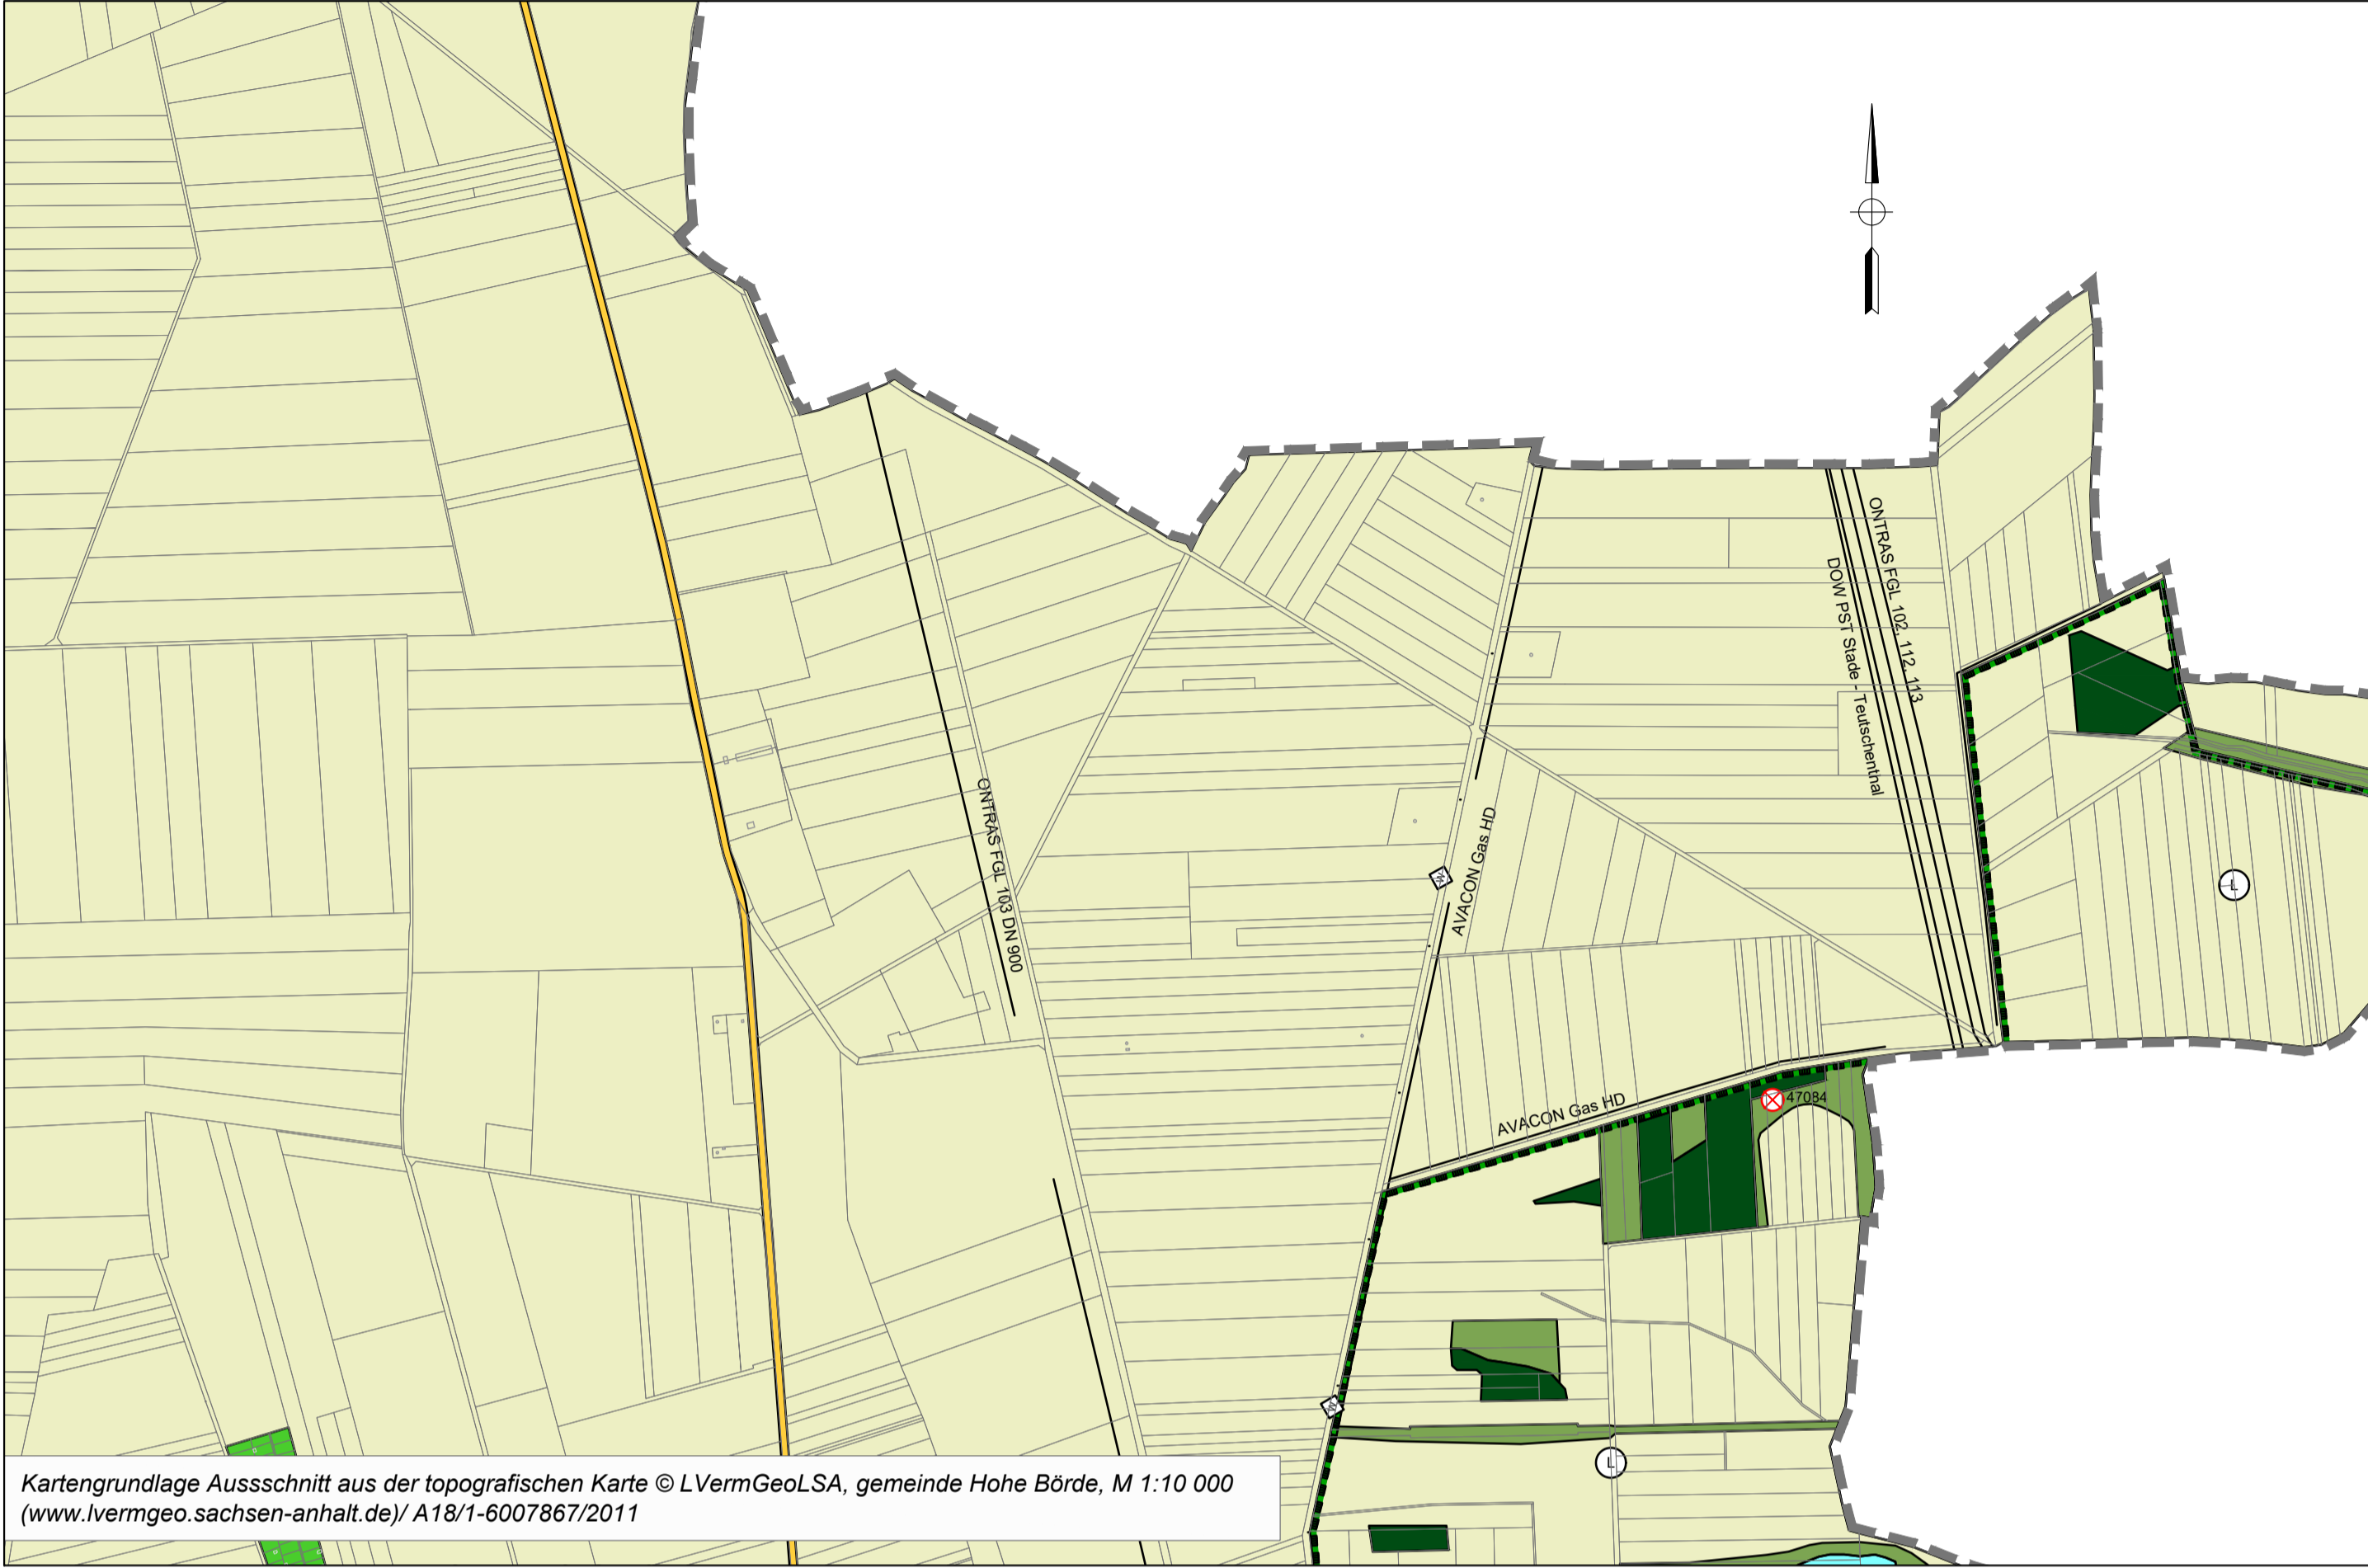 ONTRAS FGL 102, 112, 113
DOW PST Stade - Teutschenthal
ONTRAS FGL 103 DN 900
AVACON Gas HD
L
AVACON Gas HD
47084
L
Kartengrundlage Aussschnitt aus der topografischen Karte © LVermGeoLSA, gemeinde Hohe Börde, M 1:10 000
(www.lvermgeo.sachsen-anhalt.de)/ A18/1-6007867/2011